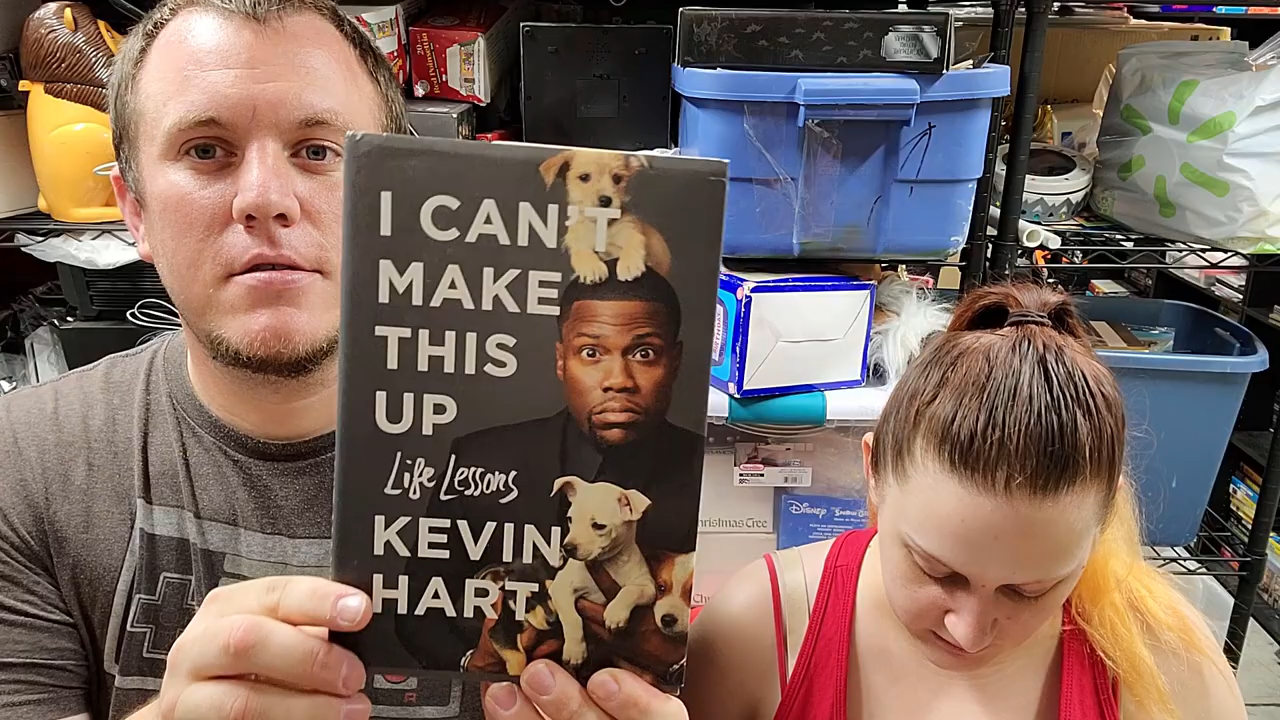 I CAN'T
MAKE
THIS
UP
Life Lessons
KEVIN
HART
Disney
Christmas Tree